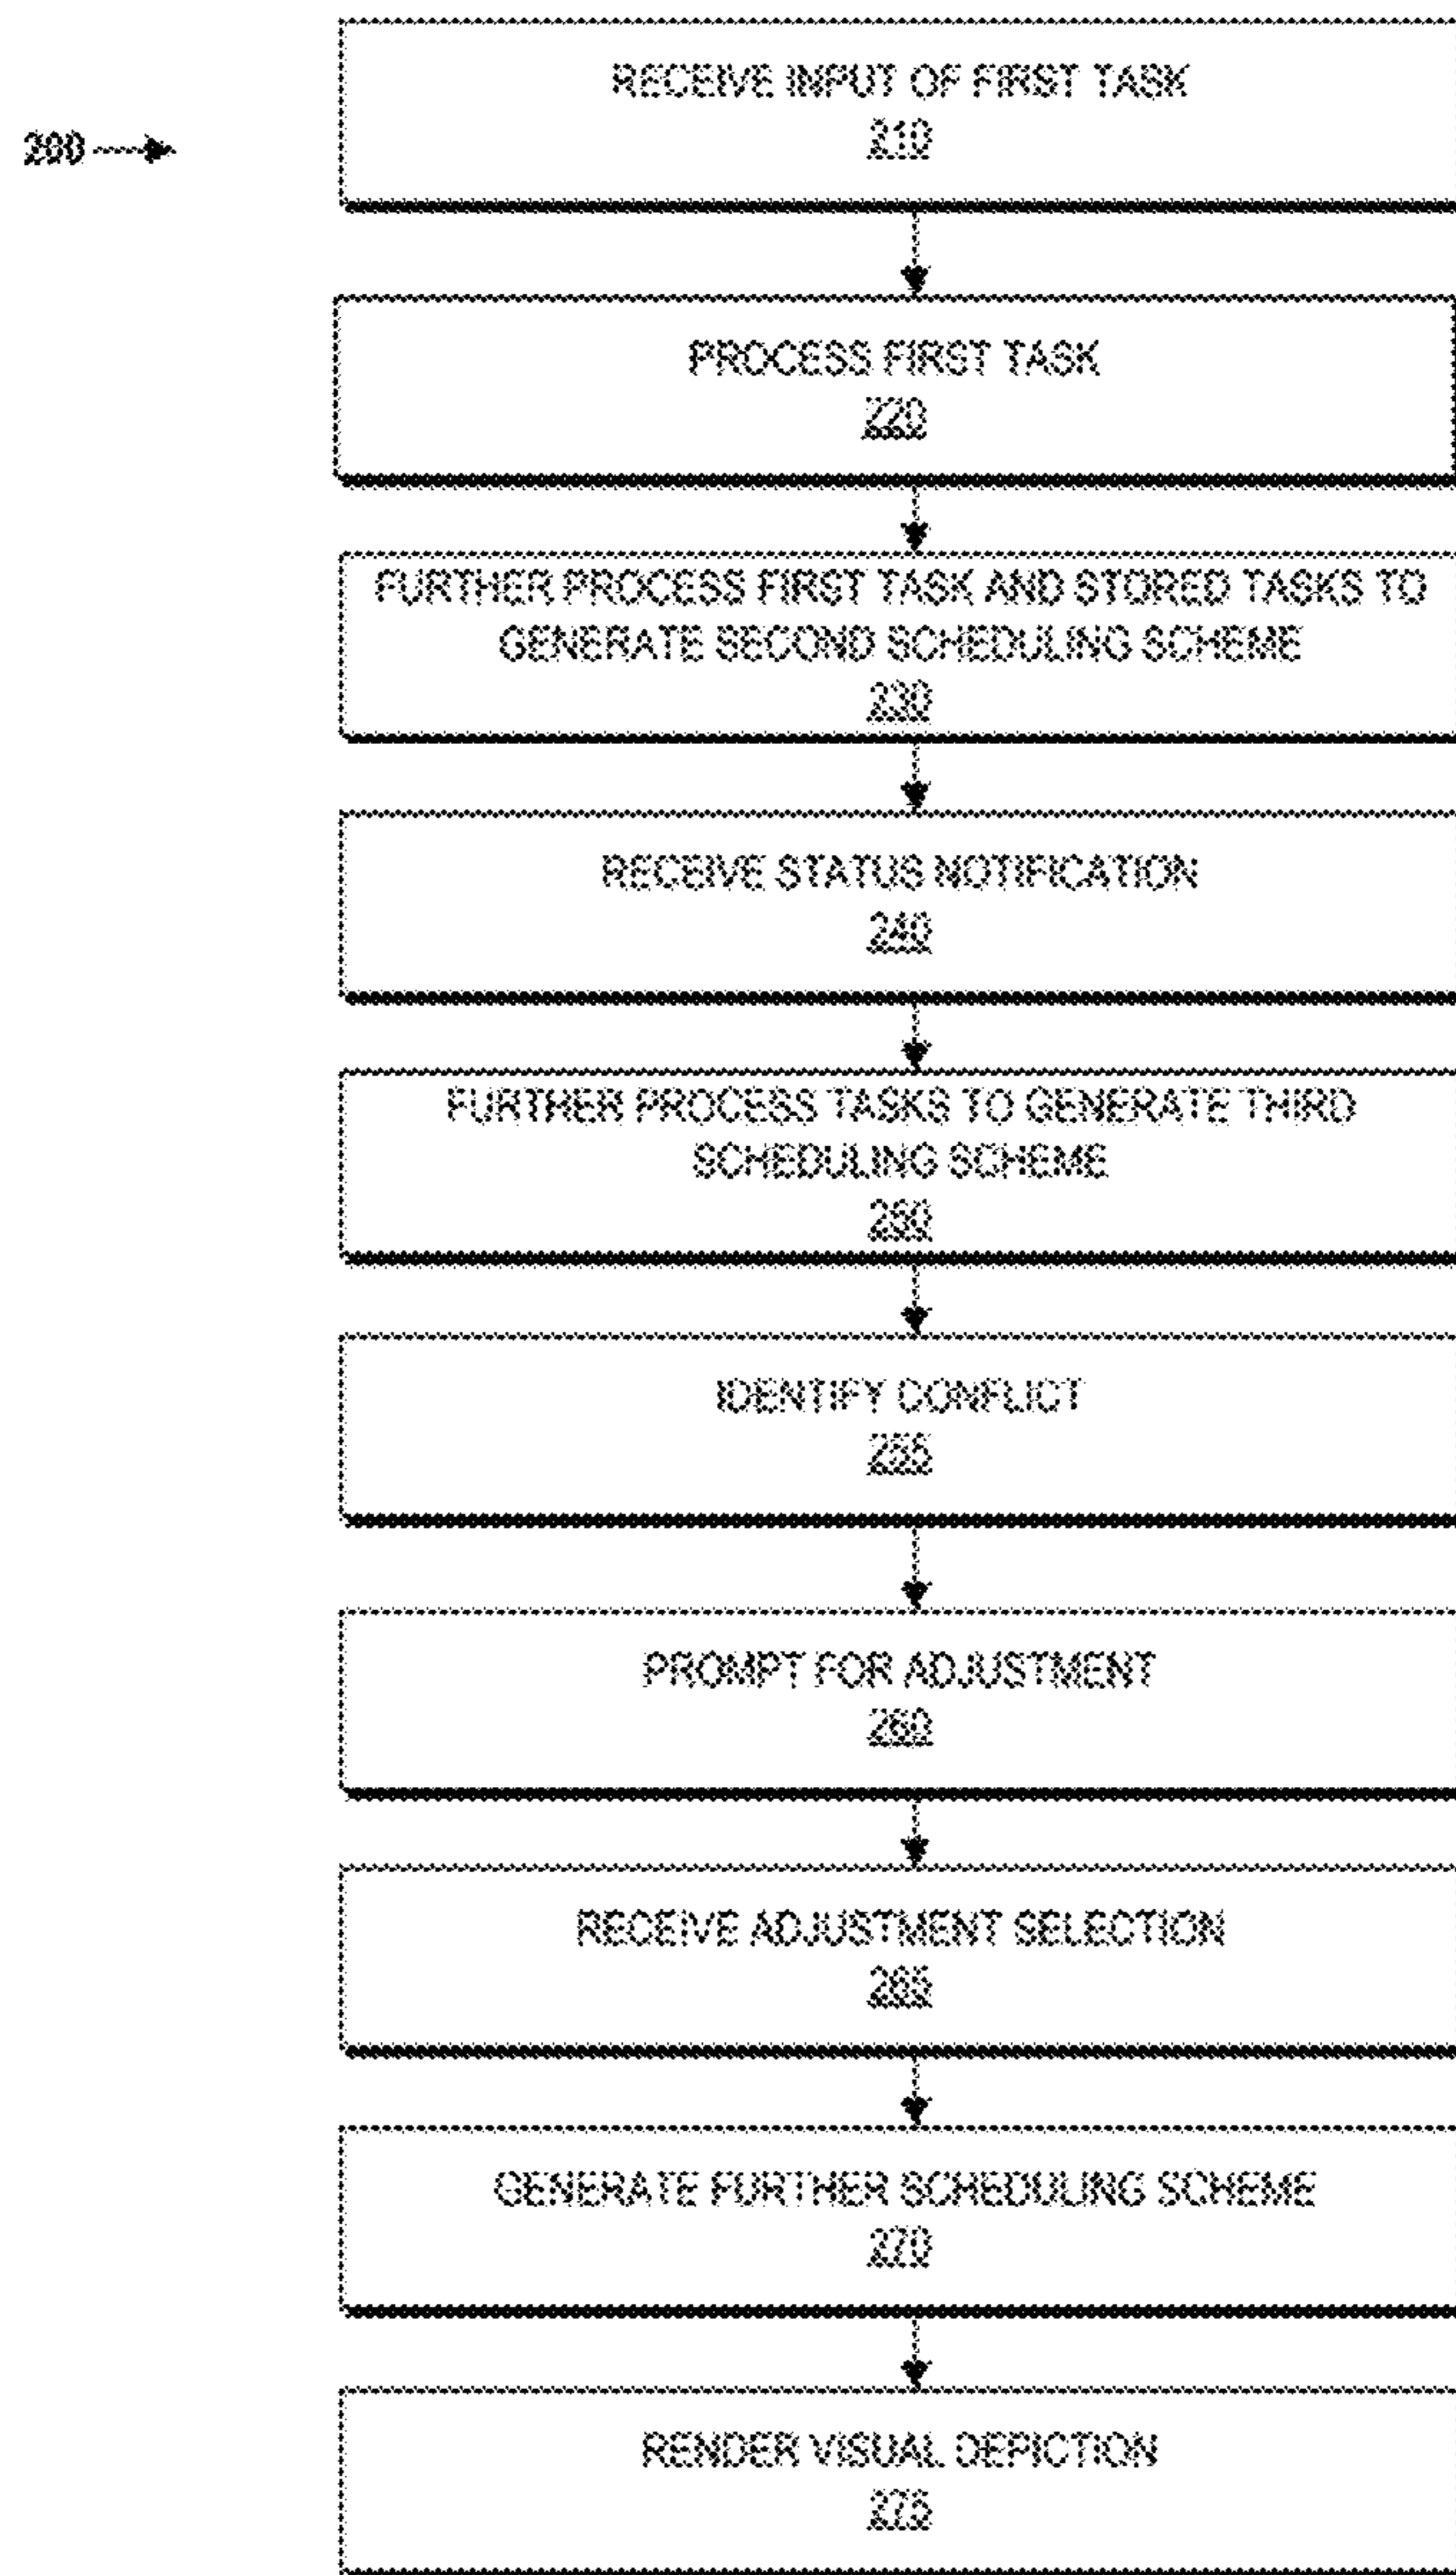 RECEIVE INPUT OF FIRST TASK
210
200
PROCESS FIRST TASK
220
FURTHER PROCESS FIRST TASK AND STORED TASKS TO
GENERATE SECOND SCHEDULING SCHEME
230
RECEIVE STATUS NOTIFICATION
240
FURTHER PROCESS TASKS TO GENERATE THIRD
SCHEDULING SCHEME
250
IDENTIFY CONFLICT
255
PROMPT FOR ADJUSTMENT
260
RECEIVE ADJUSTMENT SELECTION
265
GENERATE FURTHER SCHEDULING SCHEME
270
RENDER VISUAL DEPICTION
275